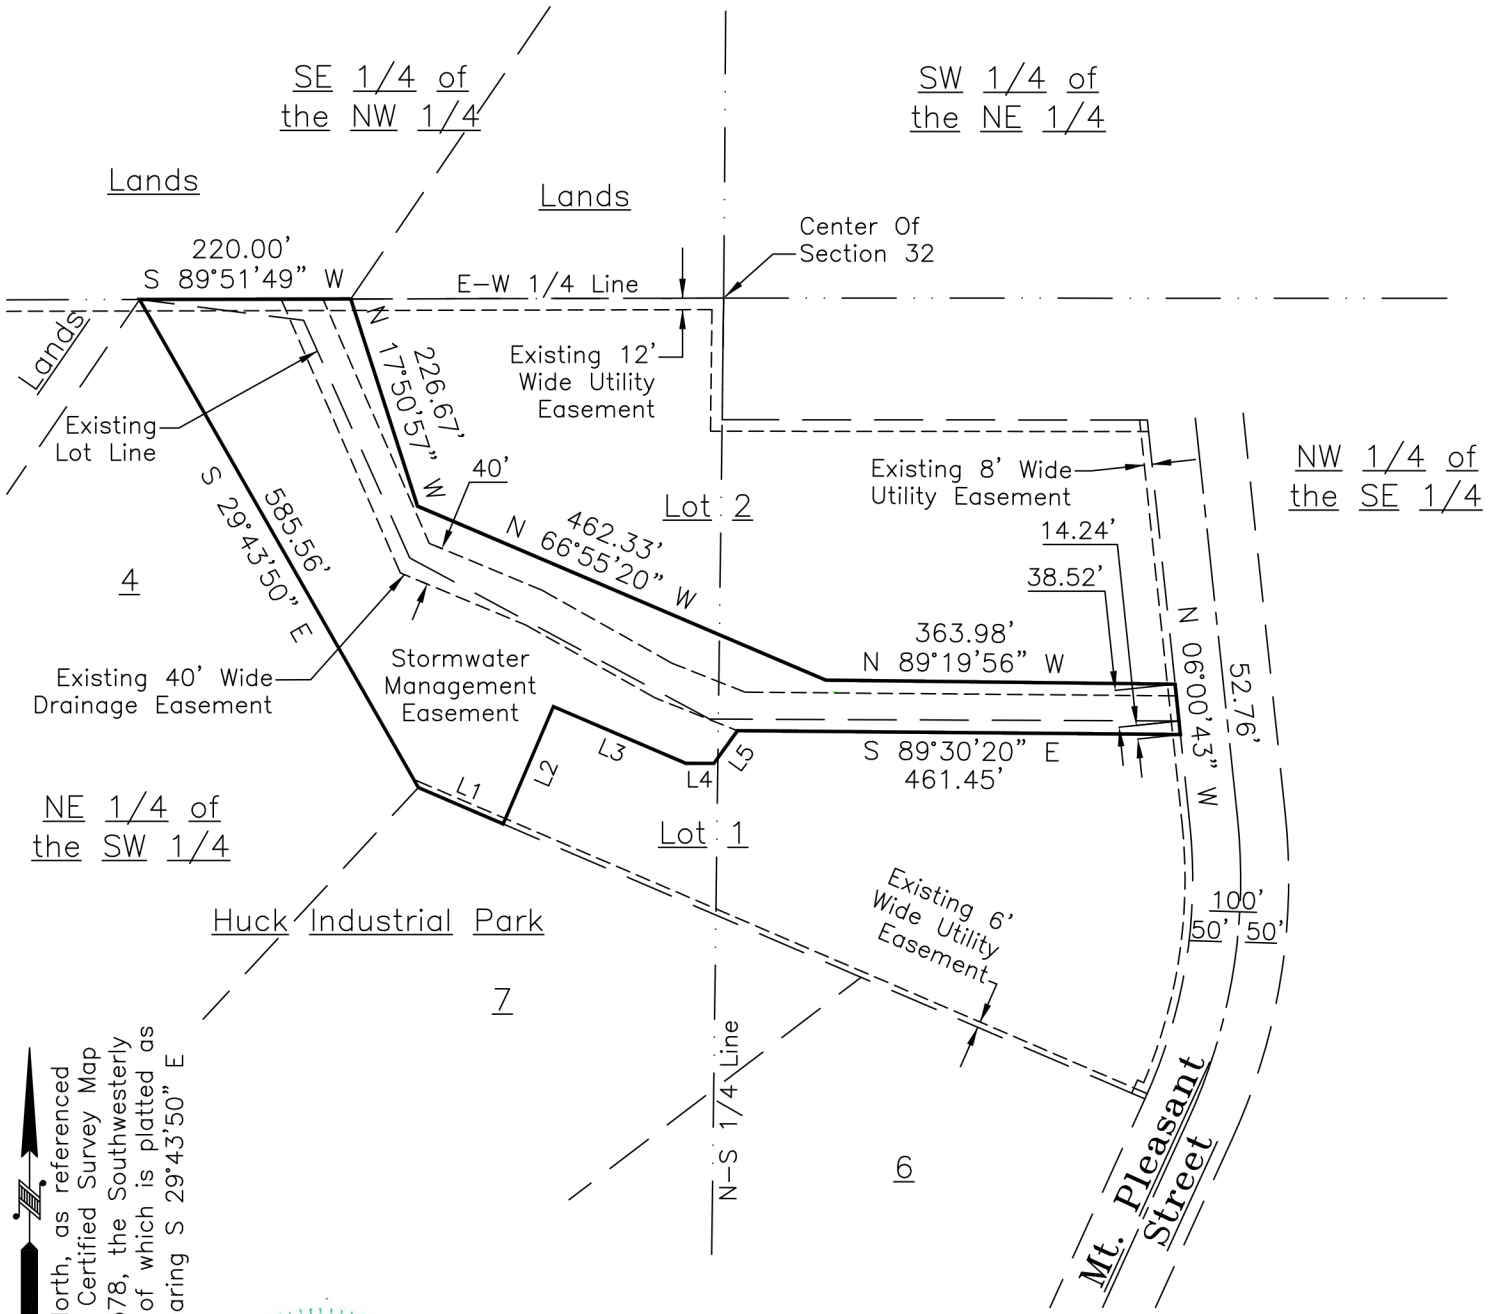 SE 1/4 of
the NW 1/4
SW 1/4 of
the NE 1/4
Lands
Lands
Center Of
Section 32
220.00'
S 89°51'49" W
E-W 1/4 Line
Lands
N 17°50'57" W
226.67'
Existing 12'
Wide Utility
Easement
Existing
Lot Line
S 29°43'50" E
585.56'
40'
Existing 8' Wide
Utility Easement
NW 1/4 of
the SE 1/4
Lot 2
462.33'
N 66°55'20" W
14.24'
38.52'
4
363.98'
N 89°19'56" W
N 06°00'43" W
52.76'
Existing 40' Wide
Drainage Easement
Stormwater
Management
Easement
S 89°30'20" E
461.45'
L1
L2
L3
L4
L5
NE 1/4 of
the SW 1/4
Lot 1
Existing 6'
Wide Utility
Easement
100'
50' 50'
Huck Industrial Park
7
N-S 1/4 Line
6
Mt. Pleasant
Street
orth, as referenced
Certified Survey Map
78, the Southwesterly
of which is platted as
aring S 29°43'50" E